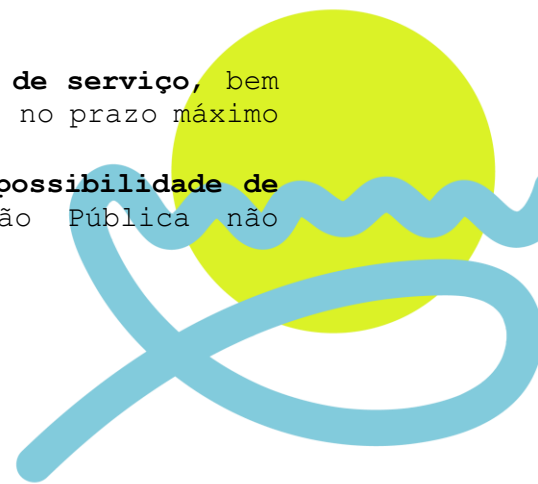 de serviço, bem
no prazo máximo
possibilidade de
ão Pública não